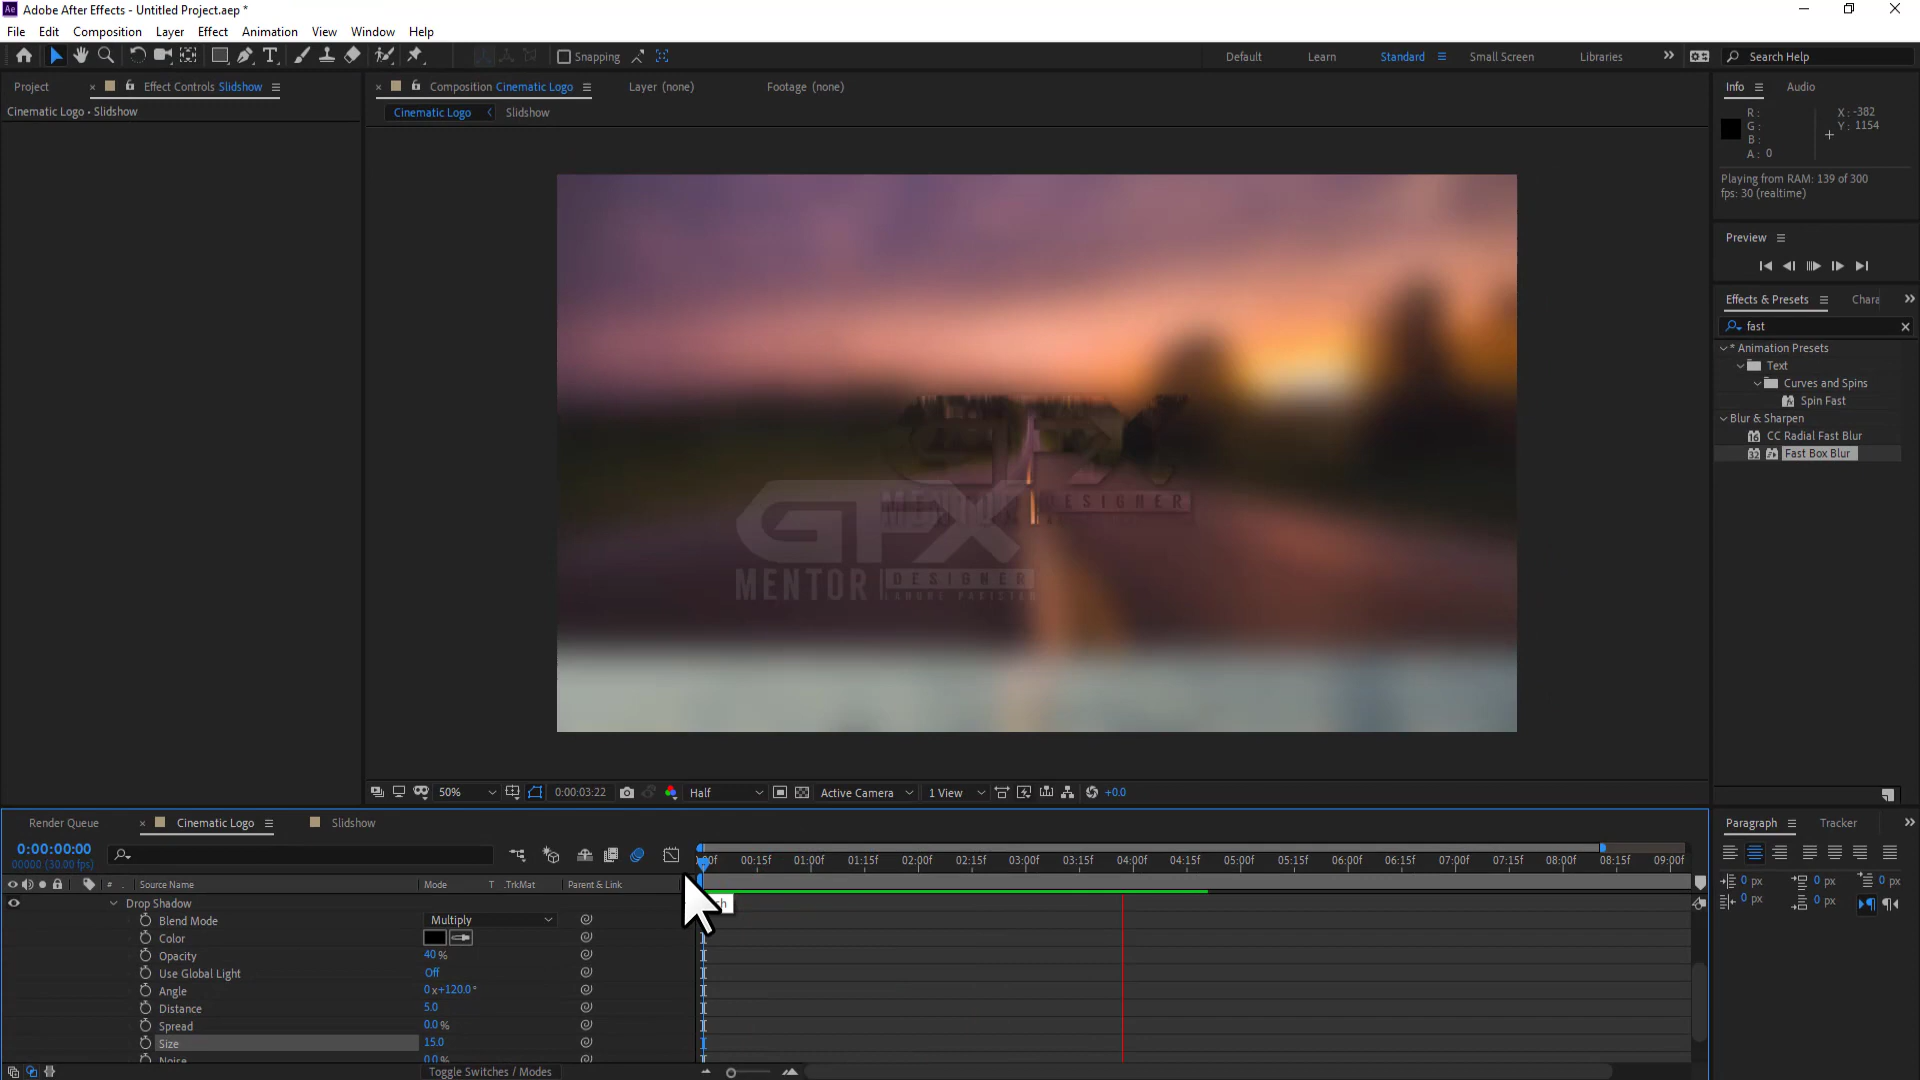 Adobe After Effects - Untitled Project.aep *
File Edit Composition Layer Effect Animation View Window Help
Snapping
Default Learn Standard Small Screen Libraries Search Help
Project Effect Controls Slidshow
Cinematic Logo • Slidshow
Composition Cinematic Logo Layer (none) Footage (none)
Cinematic Logo Slidshow
Info Audio
R :
G :
B :
A : 0
X : -382
Y : 1154
Playing from RAM: 139 of 300
fps: 30 (realtime)
Preview
Effects & Presets Chara
fast
* Animation Presets
Text
Curves and Spins
Spin Fast
Blur & Sharpen
CC Radial Fast Blur
Fast Box Blur
GFX
MENTOR DESIGNER
GFX
MENTOR DESIGNER
LAHORE PAKISTAN
50% 0:00:03:22 Half Active Camera 1 View +0.0
Render Queue Cinematic Logo Slidshow
0:00:00:00
00000 (30.00 fps)
:00f 00:15f 01:00f 01:15f 02:00f 02:15f 03:00f 03:15f 04:00f 04:15f 05:00f 05:15f 06:00f 06:15f 07:00f 07:15f 08:00f 08:15f 09:00f
# Source Name Mode T .TrkMat Parent & Link
Drop Shadow
Blend Mode Multiply
Color
Opacity 40 %
Use Global Light Off
Angle 0 x+120.0 °
Distance 5.0
Spread 0.0 %
Size 15.0
Noise 0.0 %
Toggle Switches / Modes
Paragraph Tracker
0 px 0 px 0 px
0 px 0 px